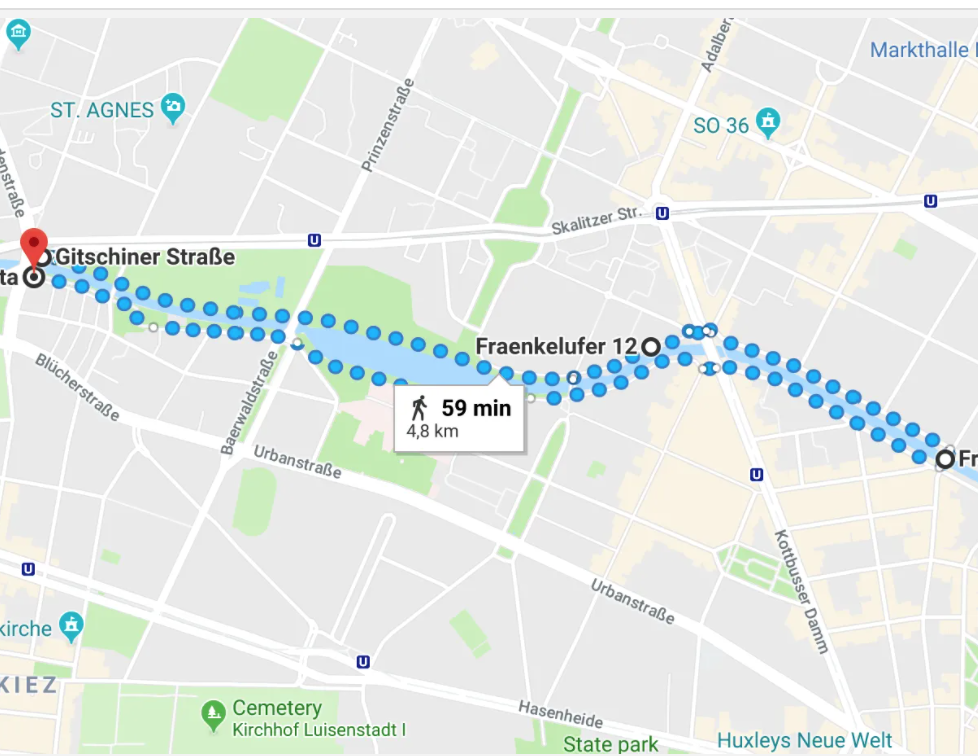 Markthalle
Adalber
ST. AGNES
SO 36
Prinzenstraße
denstraße
Skalitzer Str.
U
U
U
Gitschiner Straße
ta
Fraenkelufer 12
59 min
4,8 km
Blücherstraße
Baerwaldstraße
Urbanstraße
Fr
U
Kottbusser Damm
U
Urbanstraße
kirche
U
KIEZ
Cemetery
Kirchhof Luisenstadt I
Hasenheide
State park
Huxleys Neue Welt